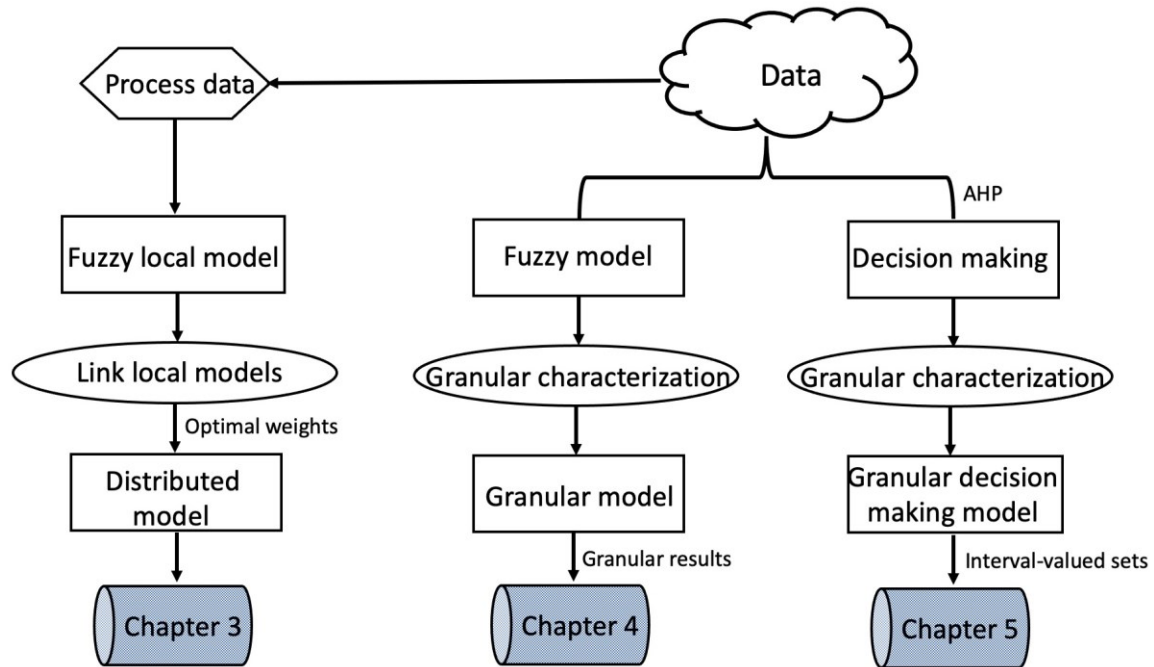 Process data
Data
AHP
Fuzzy local model
Fuzzy model
Decision making
Link local models
Granular characterization
Granular characterization
Optimal weights
Distributed
model
Granular model
Granular decision
making model
Granular results
Interval-valued sets
Chapter 3
Chapter 4
Chapter 5